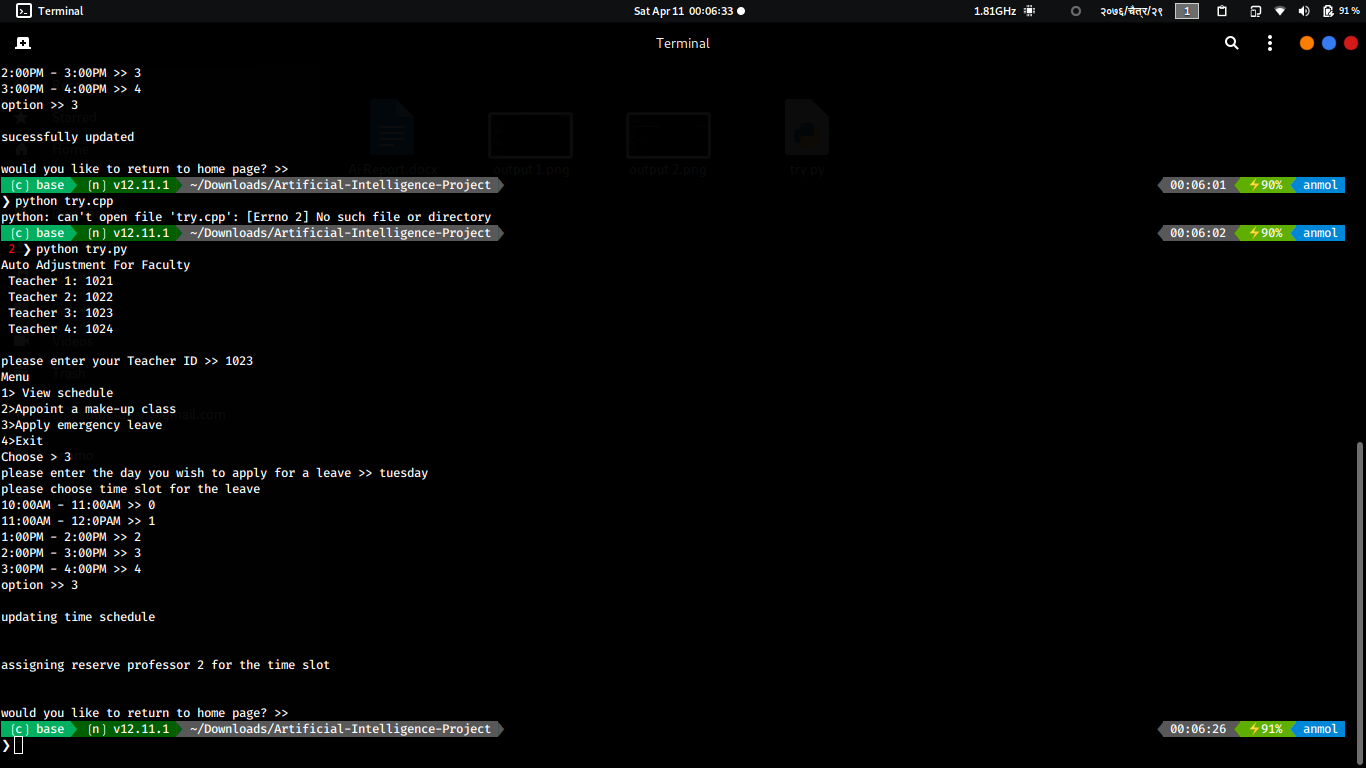 Terminal
Sat Apr 11 00:06:33
1.81GHz
२०७६/चैत्र/२९
1
91 %
Terminal
2:00PM - 3:00PM >> 3
3:00PM - 4:00PM >> 4
option >> 3
sucessfully updated
would you like to return to home page? >>
(c) base (n) v12.11.1 ~/Downloads/Artificial-Intelligence-Project 00:06:01 ⚡90% anmol
❯ python try.cpp
python: can't open file 'try.cpp': [Errno 2] No such file or directory
(c) base (n) v12.11.1 ~/Downloads/Artificial-Intelligence-Project 00:06:02 ⚡90% anmol
2 ❯ python try.py
Auto Adjustment For Faculty
Teacher 1: 1021
Teacher 2: 1022
Teacher 3: 1023
Teacher 4: 1024
please enter your Teacher ID >> 1023
Menu
1> View schedule
2>Appoint a make-up class
3>Apply emergency leave
4>Exit
Choose > 3
please enter the day you wish to apply for a leave >> tuesday
please choose time slot for the leave
10:00AM - 11:00AM >> 0
11:00AM - 12:0PAM >> 1
1:00PM - 2:00PM >> 2
2:00PM - 3:00PM >> 3
3:00PM - 4:00PM >> 4
option >> 3
updating time schedule
assigning reserve professor 2 for the time slot
would you like to return to home page? >>
(c) base (n) v12.11.1 ~/Downloads/Artificial-Intelligence-Project 00:06:26 ⚡91% anmol
❯